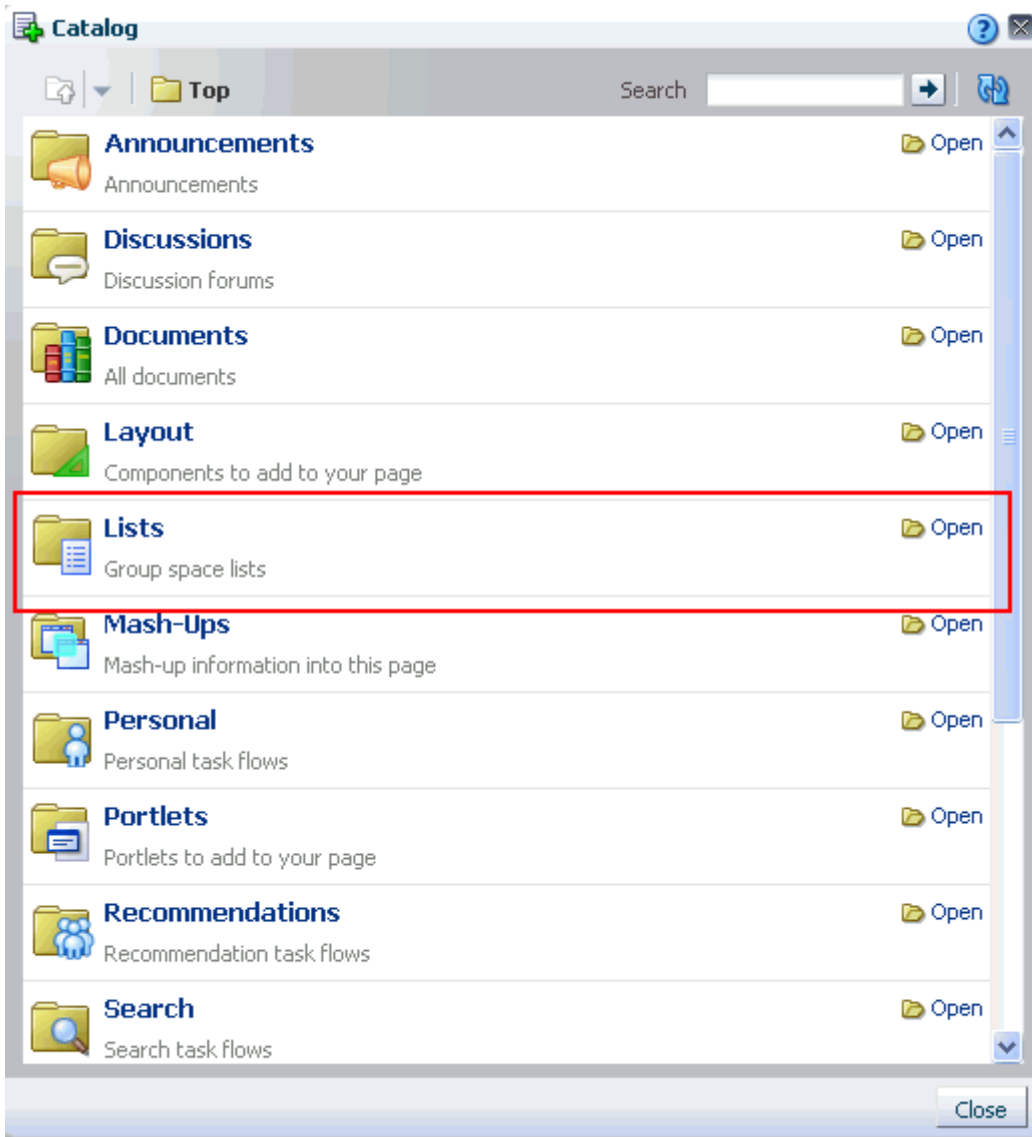 Catalog
Top Search
Announcements Open
Announcements
Discussions Open
Discussion forums
Documents Open
All documents
Layout Open
Components to add to your page
Lists Open
Group space lists
Mash-Ups Open
Mash-up information into this page
Personal Open
Personal task flows
Portlets Open
Portlets to add to your page
Recommendations Open
Recommendation task flows
Search Open
Search task flows
Close